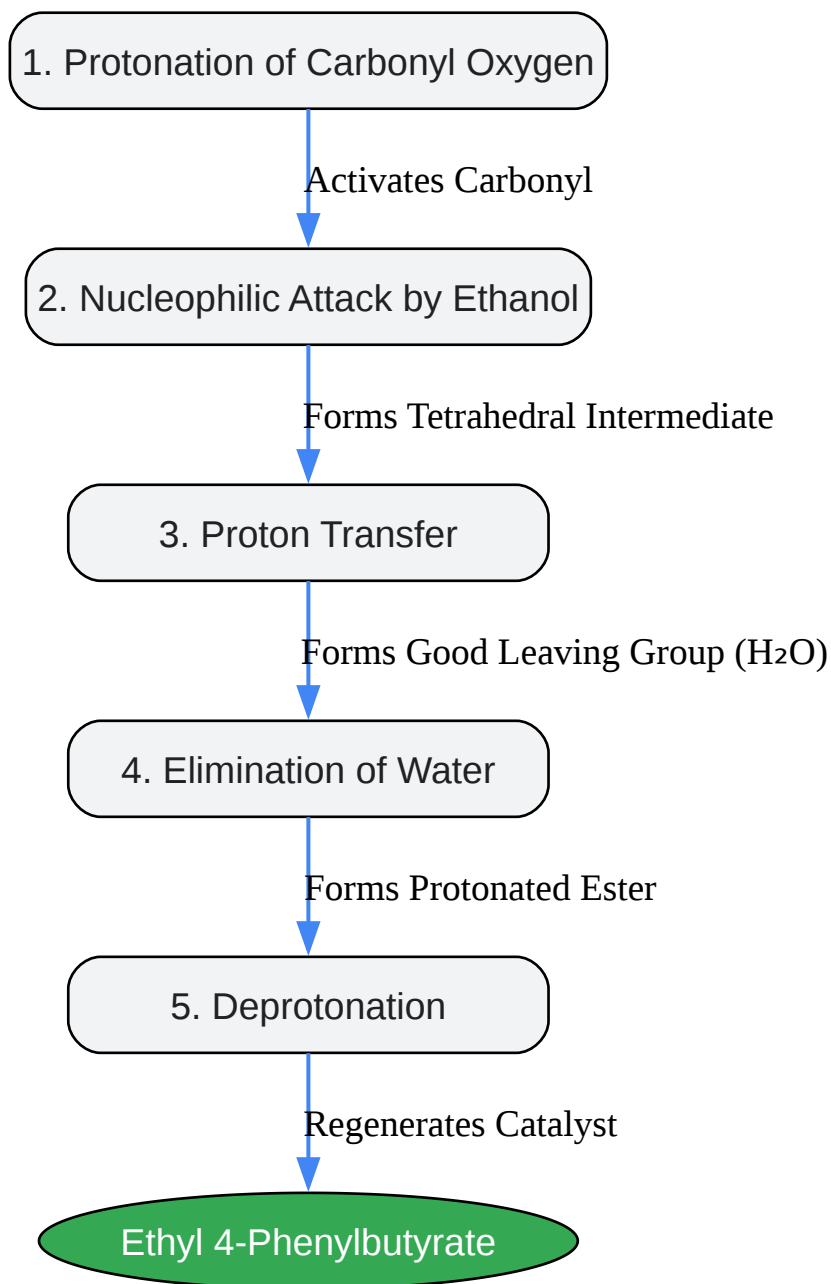 1. Protonation of Carbonyl Oxygen
Activates Carbonyl
2. Nucleophilic Attack by Ethanol
Forms Tetrahedral Intermediate
3. Proton Transfer
Forms Good Leaving Group (H₂O)
4. Elimination of Water
Forms Protonated Ester
5. Deprotonation
Regenerates Catalyst
Ethyl 4-Phenylbutyrate